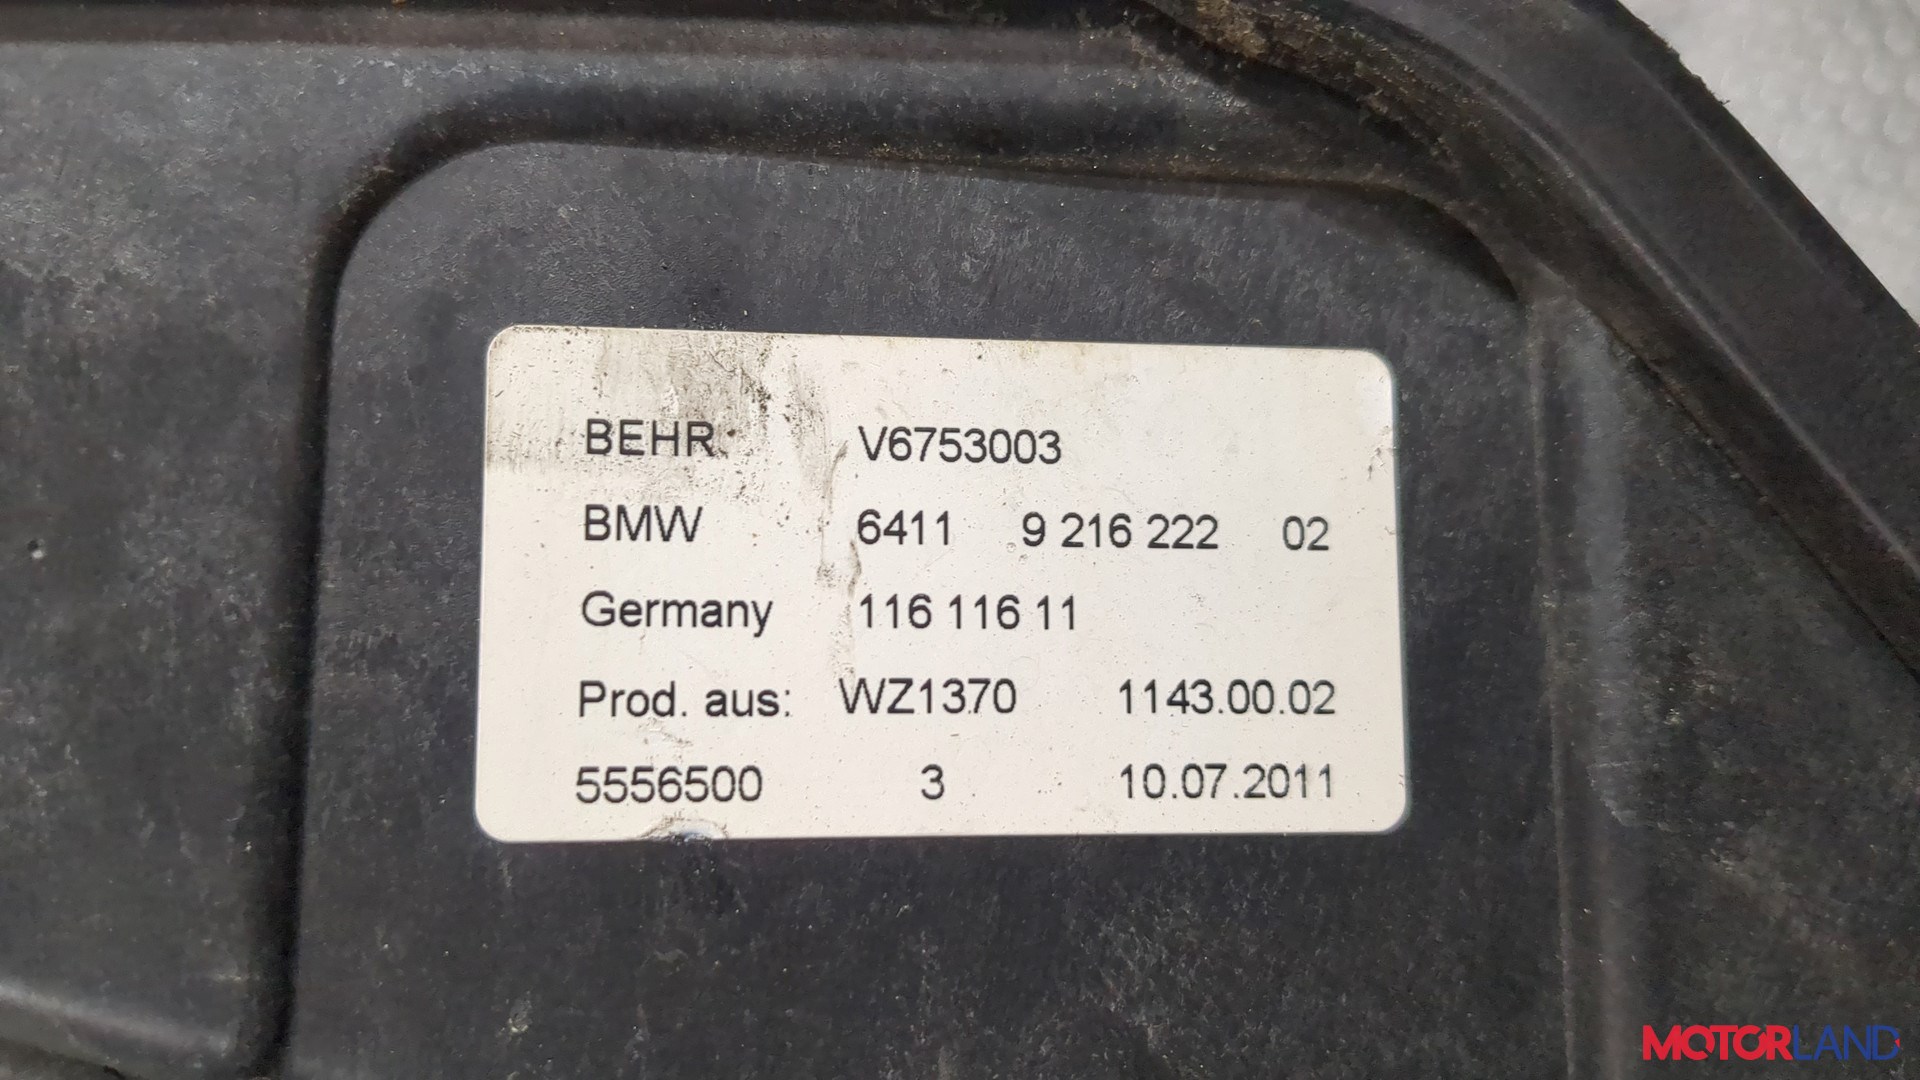 BEHR: V6753003
BMW 6411 9 216 222 02
Germany 116 116 11
Prod. aus: WZ1370 1143.00.02
5556500 3 10.07.2011
MOTORLAND